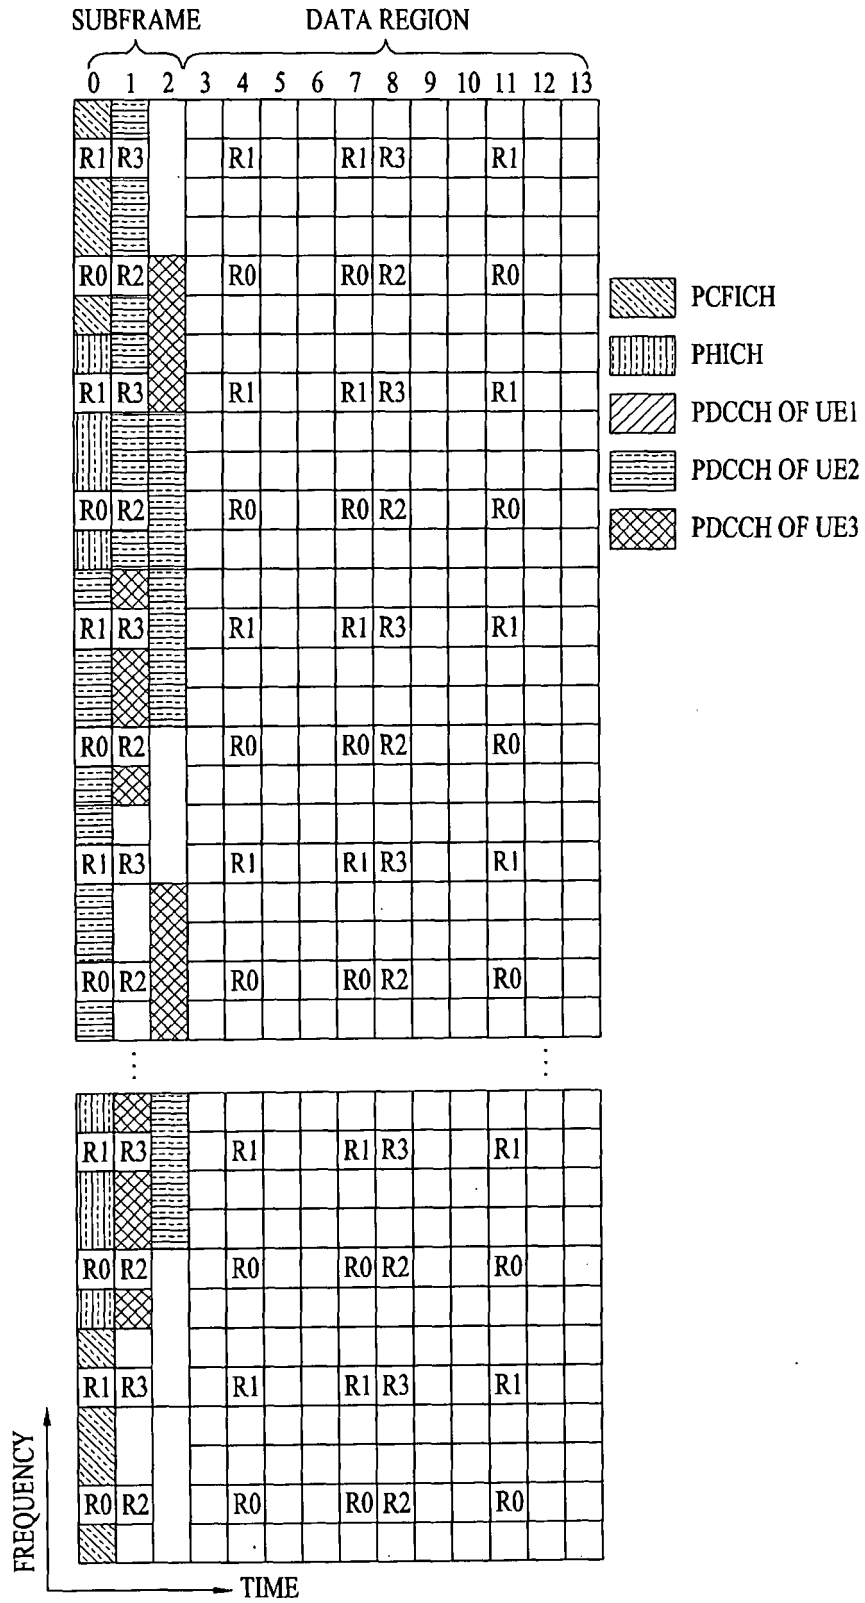 SUBFRAME DATA REGION
0 1 2 3 4 5 6 7 8 9 10 11 12 13
R1 R3 R1 R1 R3 R1
R0 R2 R0 R0 R2 R0
PCFICH
PHICH
R1 R3 R1 R1 R3 R1
PDCCH OF UE1
PDCCH OF UE2
R0 R2 R0 R0 R2 R0
PDCCH OF UE3
R1 R3 R1 R1 R3 R1
R0 R2 R0 R0 R2 R0
R1 R3 R1 R1 R3 R1
R0 R2 R0 R0 R2 R0
R1 R3 R1 R1 R3 R1
R0 R2 R0 R0 R2 R0
R1 R3 R1 R1 R3 R1
R0 R2 R0 R0 R2 R0
FREQUENCY
TIME